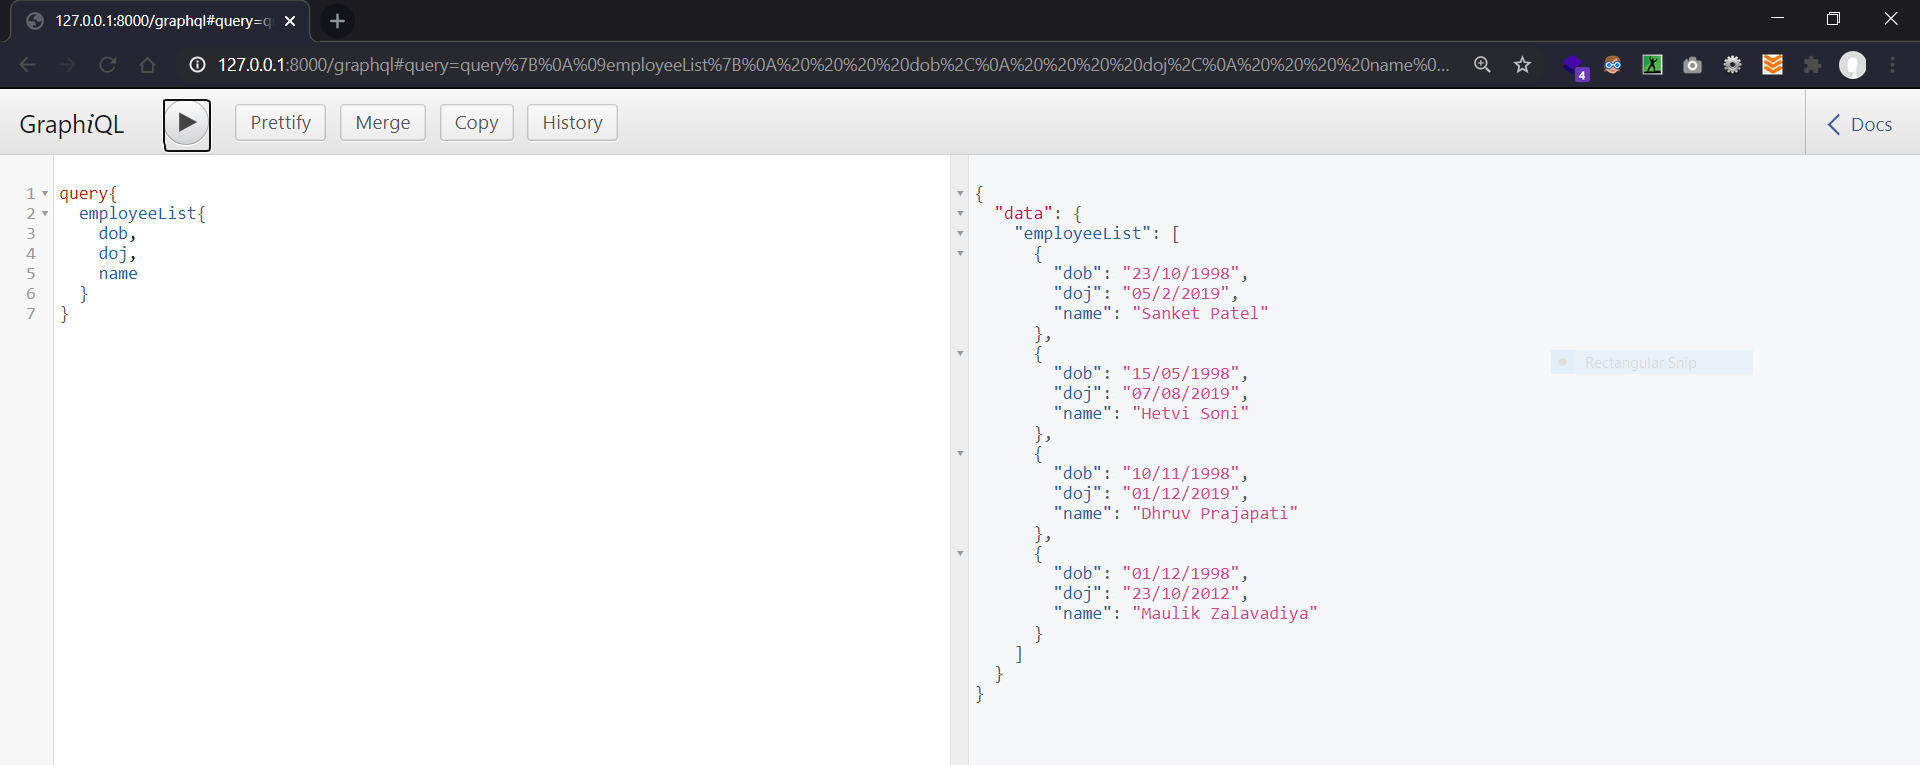 127.0.0.1:8000/graphql#query=q
127.0.0.1:8000/graphql#query=query%7B%0A%09employeeList%7B%0A%20%20%20%20dob%2C%0A%20%20%20%20doj%2C%0A%20%20%20%20name%0...
4
GraphiQL
Prettify
Merge
Copy
History
Docs
1 query{
2 employeeList{
3 dob,
4 doj,
5 name
6 }
7 }
{
"data": {
"employeeList": [
{
"dob": "23/10/1998",
"doj": "05/2/2019",
"name": "Sanket Patel"
},
{
"dob": "15/05/1998",
"doj": "07/08/2019",
"name": "Hetvi Soni"
},
{
"dob": "10/11/1998",
"doj": "01/12/2019",
"name": "Dhruv Prajapati"
},
{
"dob": "01/12/1998",
"doj": "23/10/2012",
"name": "Maulik Zalavadiya"
}
]
}
}
Rectangular Snip